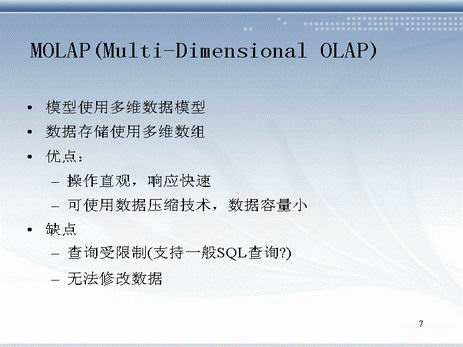 MOLAP(Multi-Dimensional OLAP)
• 模型使用多维数据模型
• 数据存储使用多维数组
• 优点：
– 操作直观，响应快速
– 可使用数据压缩技术，数据容量小
• 缺点
– 查询受限制(支持一般SQL查询?)
– 无法修改数据
7